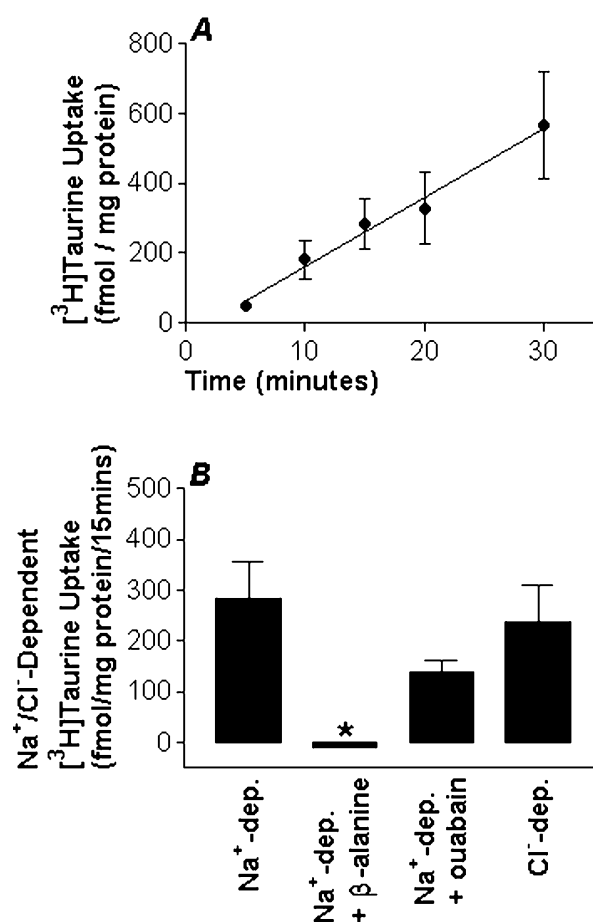 A
[³H]Taurine Uptake
(fmol / mg protein)
800
600
400
200
0
0
10
20
30
Time (minutes)
B
Na⁺/Cl⁻-Dependent
[³H]Taurine Uptake
(fmol/mg protein/15mins)
500
400
300
200
100
0
*
Na⁺-dep.
Na⁺-dep.
+ β-alanine
Na⁺-dep.
+ ouabain
Cl⁻-dep.